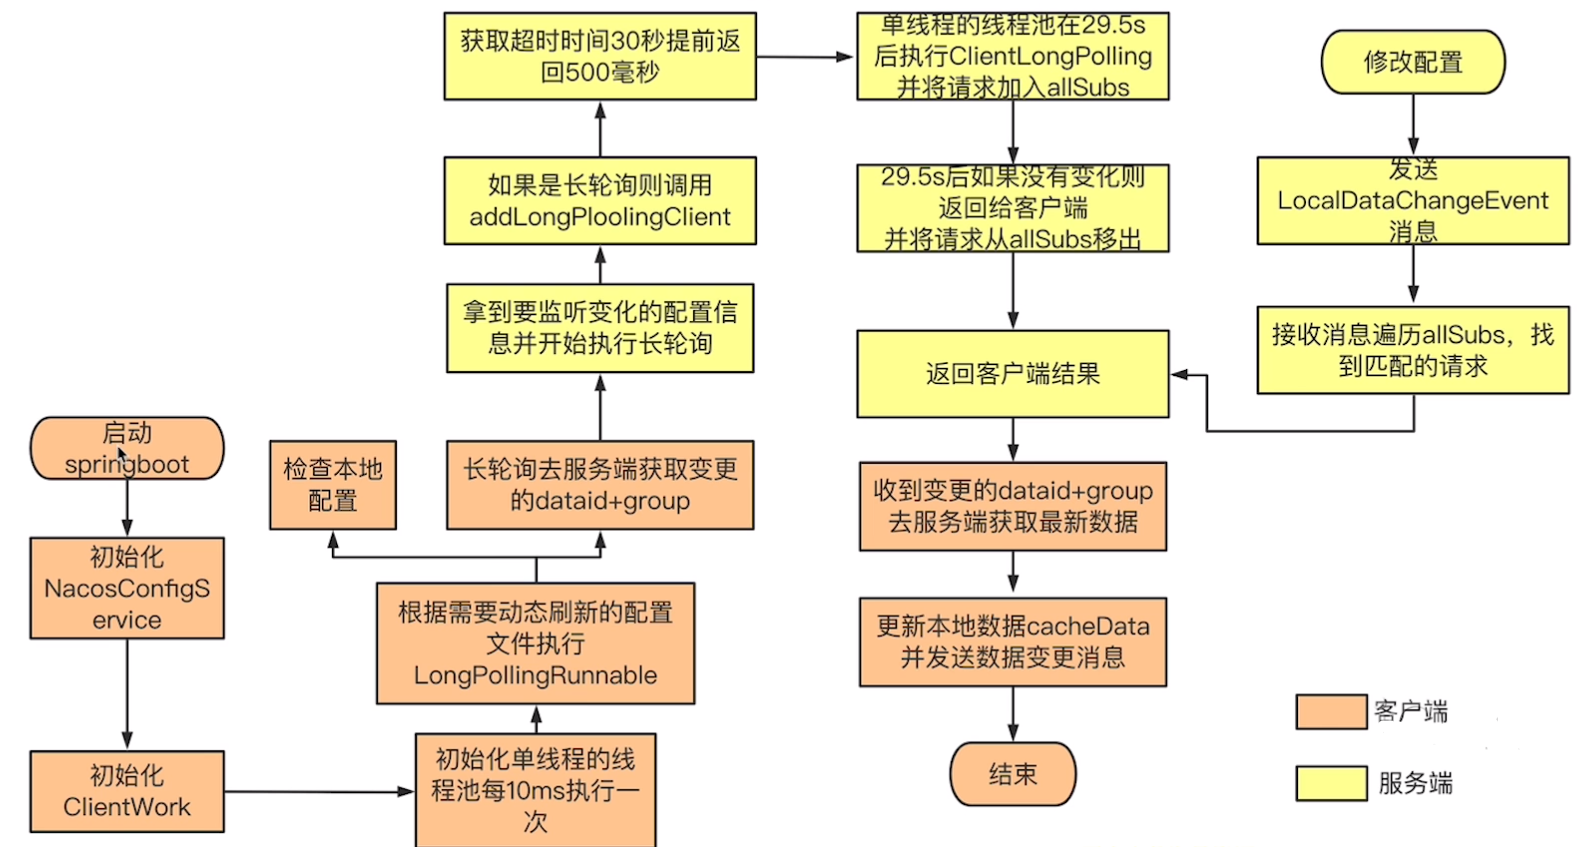 启动
springboot
初始化
NacosConfigS
ervice
初始化
ClientWork
初始化单线程的线
程池每10ms执行一
次
根据需要动态刷新的配置
文件执行
LongPollingRunnable
检查本地
配置
长轮询去服务端获取变更
的dataid+group
拿到要监听变化的配置信
息并开始执行长轮询
如果是长轮询则调用
addLongPloolingClient
获取超时时间30秒提前返
回500毫秒
单线程的线程池在29.5s
后执行ClientLongPolling
并将请求加入allSubs
29.5s后如果没有变化则
返回给客户端
并将请求从allSubs移出
返回客户端结果
收到变更的dataid+group
去服务端获取最新数据
更新本地数据cacheData
并发送数据变更消息
结束
修改配置
发送
LocalDataChangeEvent
消息
接收消息遍历allSubs，找
到匹配的请求
客户端
服务端